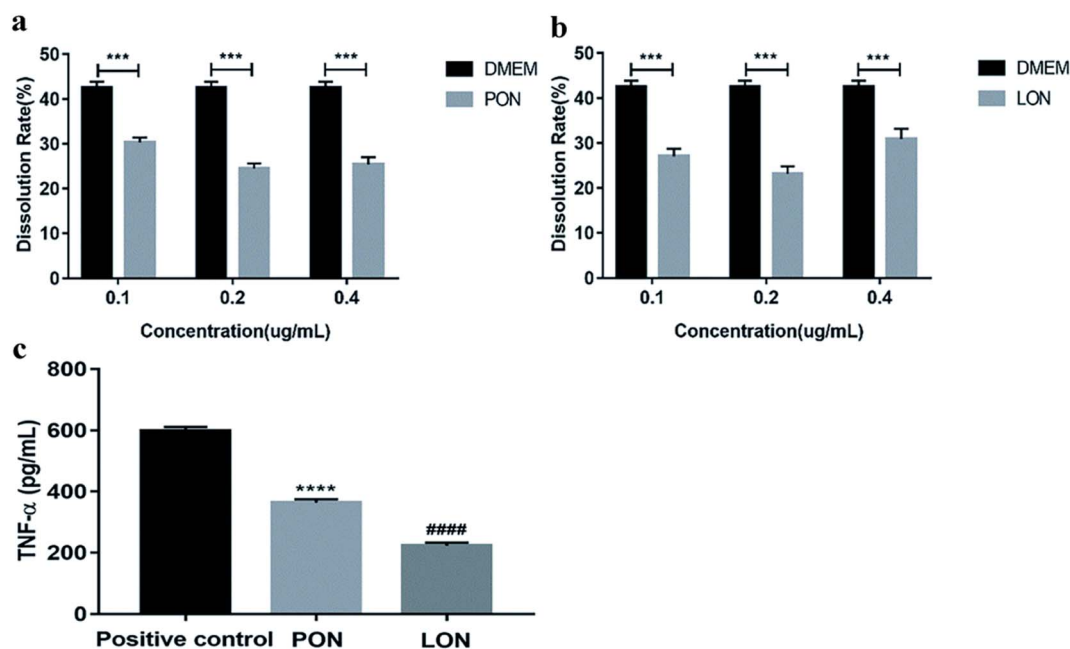 a
50
40
30
20
10
0
Dissolution Rate(%)
***
***
***
DMEM
PON
0.1 0.2 0.4
Concentration(ug/mL)
b
50
40
30
20
10
0
Dissolution Rate(%)
***
***
***
DMEM
LON
0.1 0.2 0.4
Concentration(ug/mL)
c
800
600
400
200
0
TNF-α (pg/mL)
****
####
Positive control PON LON